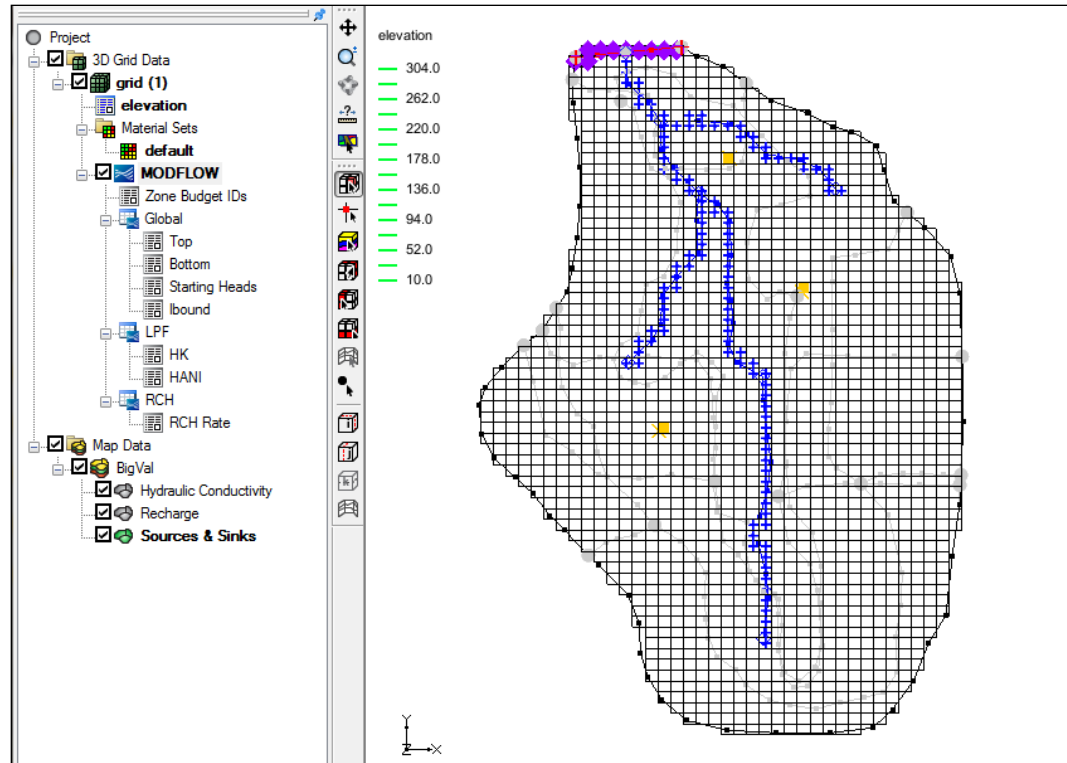 Project
3D Grid Data
grid (1)
elevation
Material Sets
default
MODFLOW
Zone Budget IDs
Global
Top
Bottom
Starting Heads
Ibound
LPF
HK
HANI
RCH
RCH Rate
Map Data
BigVal
Hydraulic Conductivity
Recharge
Sources & Sinks
elevation
304.0
262.0
220.0
178.0
136.0
94.0
52.0
10.0
Y
Z X